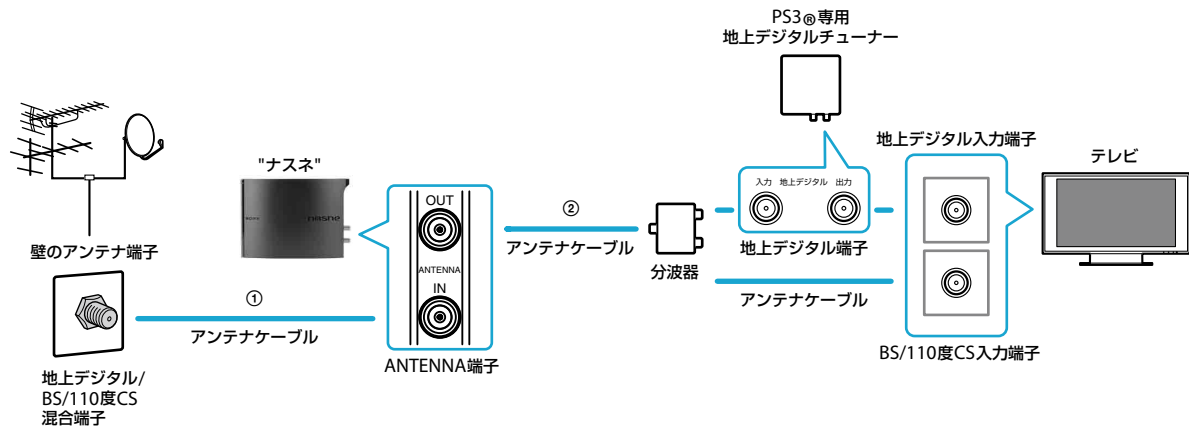 PS3®専用
地上デジタルチューナー
地上デジタル入力端子
テレビ
"ナスネ"
nasne
入力 地上デジタル 出力
OUT
②
アンテナケーブル
地上デジタル端子
壁のアンテナ端子
分波器
ANTENNA
IN
①
アンテナケーブル
アンテナケーブル
BS/110度CS入力端子
ANTENNA端子
地上デジタル/
BS/110度CS
混合端子